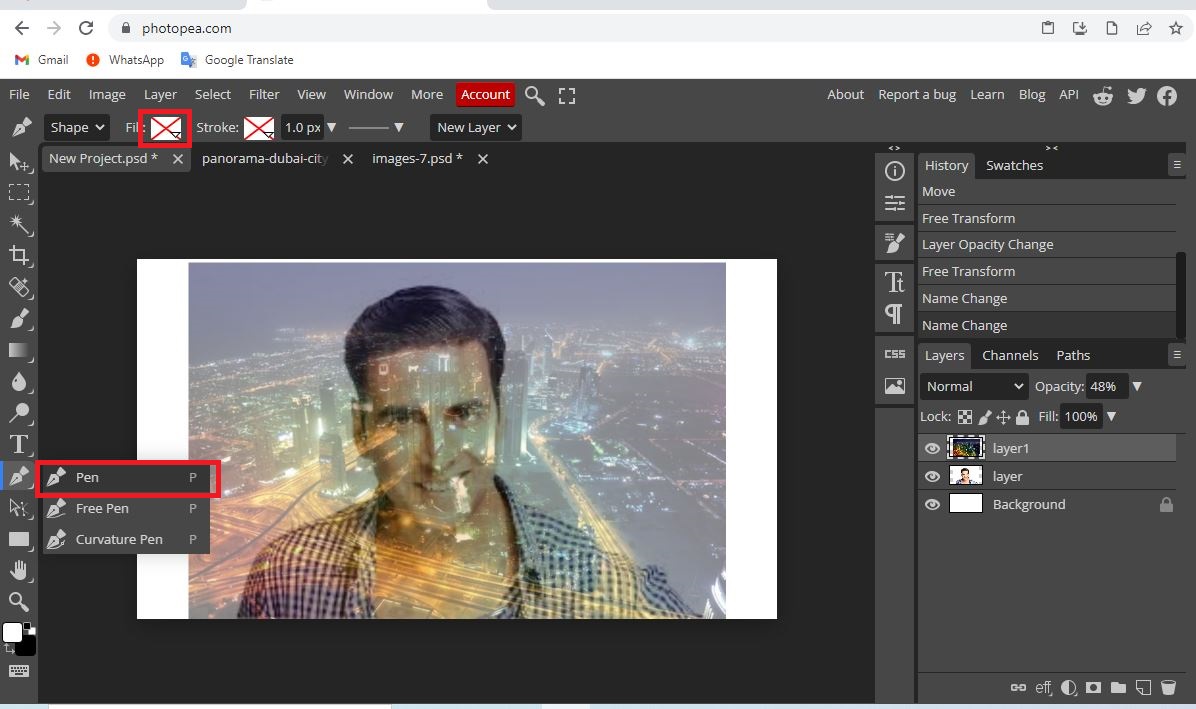 photopea.com
Gmail WhatsApp Google Translate
File Edit Image Layer Select Filter View Window More Account About Report a bug Learn Blog API
Shape Fill: Stroke: 1.0 px New Layer
New Project.psd * panorama-dubai-city images-7.psd *
< > > <
History Swatches
Move
Free Transform
Layer Opacity Change
Free Transform
Name Change
Name Change
CSS
Layers Channels Paths
Normal Opacity: 48%
Lock: Fill: 100%
layer1
layer
Background
Pen P
Free Pen P
Curvature Pen P
eff